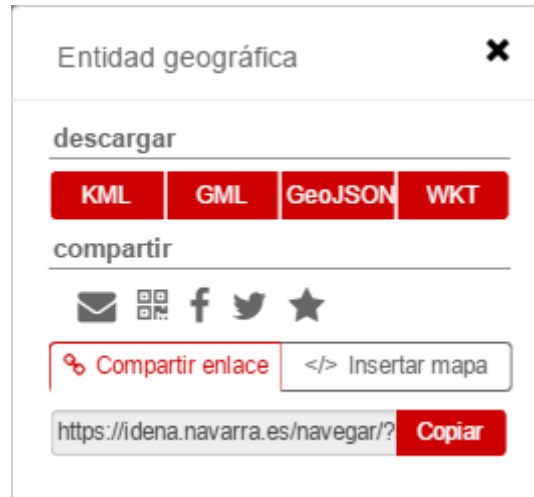 Entidad geográfica
descargar
KML GML GeoJSON WKT
compartir
Compartir enlace </> Insertar mapa
https://idena.navarra.es/navegar/? Copiar